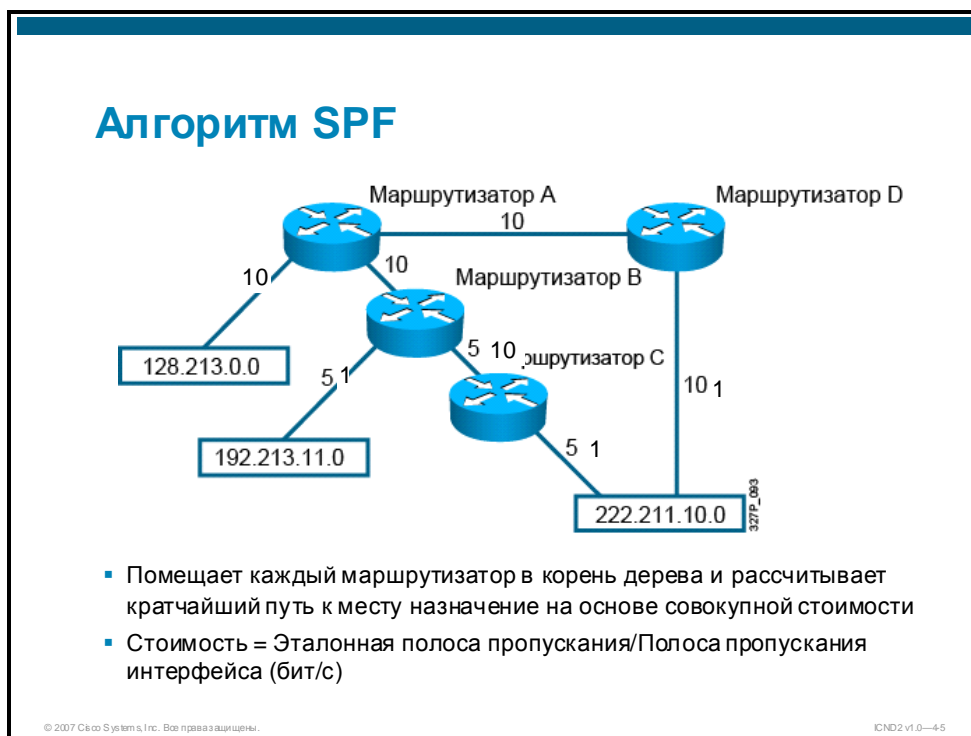 Алгоритм SPF
Маршрутизатор A
Маршрутизатор D
10
10
10
Маршрутизатор B
128.213.0.0
5 10
ршрутизатор C
5 1
10 1
192.213.11.0
5 1
222.211.10.0
327P_093
Помещает каждый маршрутизатор в корень дерева и рассчитывает
кратчайший путь к месту назначение на основе совокупной стоимости
Стоимость = Эталонная полоса пропускания/Полоса пропускания
интерфейса (бит/с)
© 2007 Cisco Systems, Inc. Все права защищены.
ICND2 v1.0—4-5